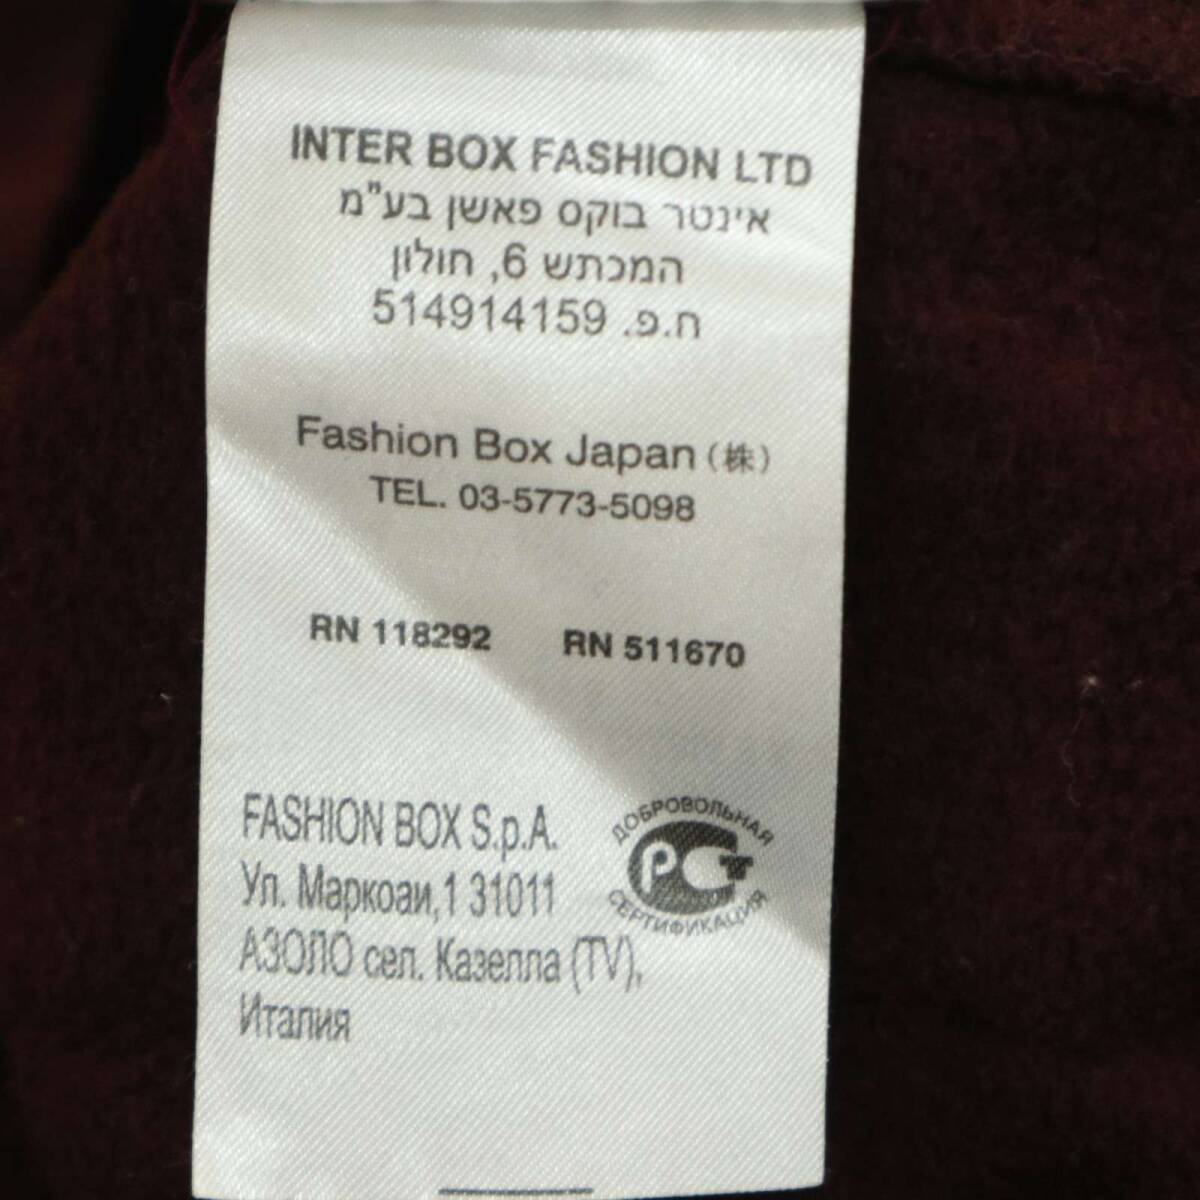 INTER BOX FASHION LTD
אינטר בוקס פאשן בע"מ
המכתש 6, חולון
ח.פ. 514914159
Fashion Box Japan (株)
TEL. 03-5773-5098
RN 118292 RN 511670
FASHION BOX S.p.A.
Ул. Маркоаи,1 31011
АЗОЛО сел. Казелла (TV),
Италия
ДОБРОВОЛЬНАЯ
РСТ
СЕРТИФИКАЦИЯ